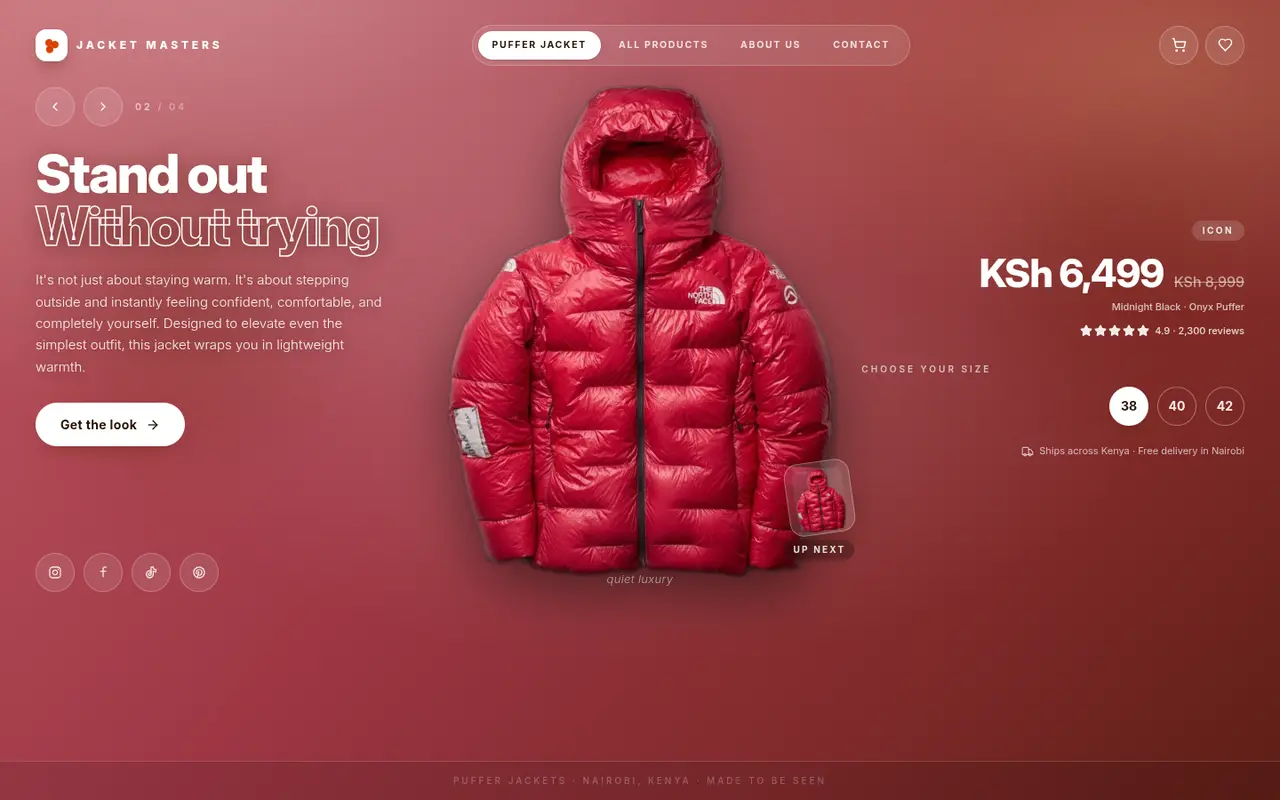 JACKET MASTERS
PUFFER JACKET
ALL PRODUCTS
ABOUT US
CONTACT
02 / 04
Stand out
Without trying
It's not just about staying warm. It's about stepping
outside and instantly feeling confident, comfortable, and
completely yourself. Designed to elevate even the
simplest outfit, this jacket wraps you in lightweight
warmth.
Get the look
THE
NORTH
FACE
quiet luxury
UP NEXT
ICON
KSh 6,499 KSh 8,999
Midnight Black · Onyx Puffer
4.9 · 2,300 reviews
CHOOSE YOUR SIZE
38
40
42
Ships across Kenya · Free delivery in Nairobi
PUFFER JACKETS · NAIROBI, KENYA · MADE TO BE SEEN